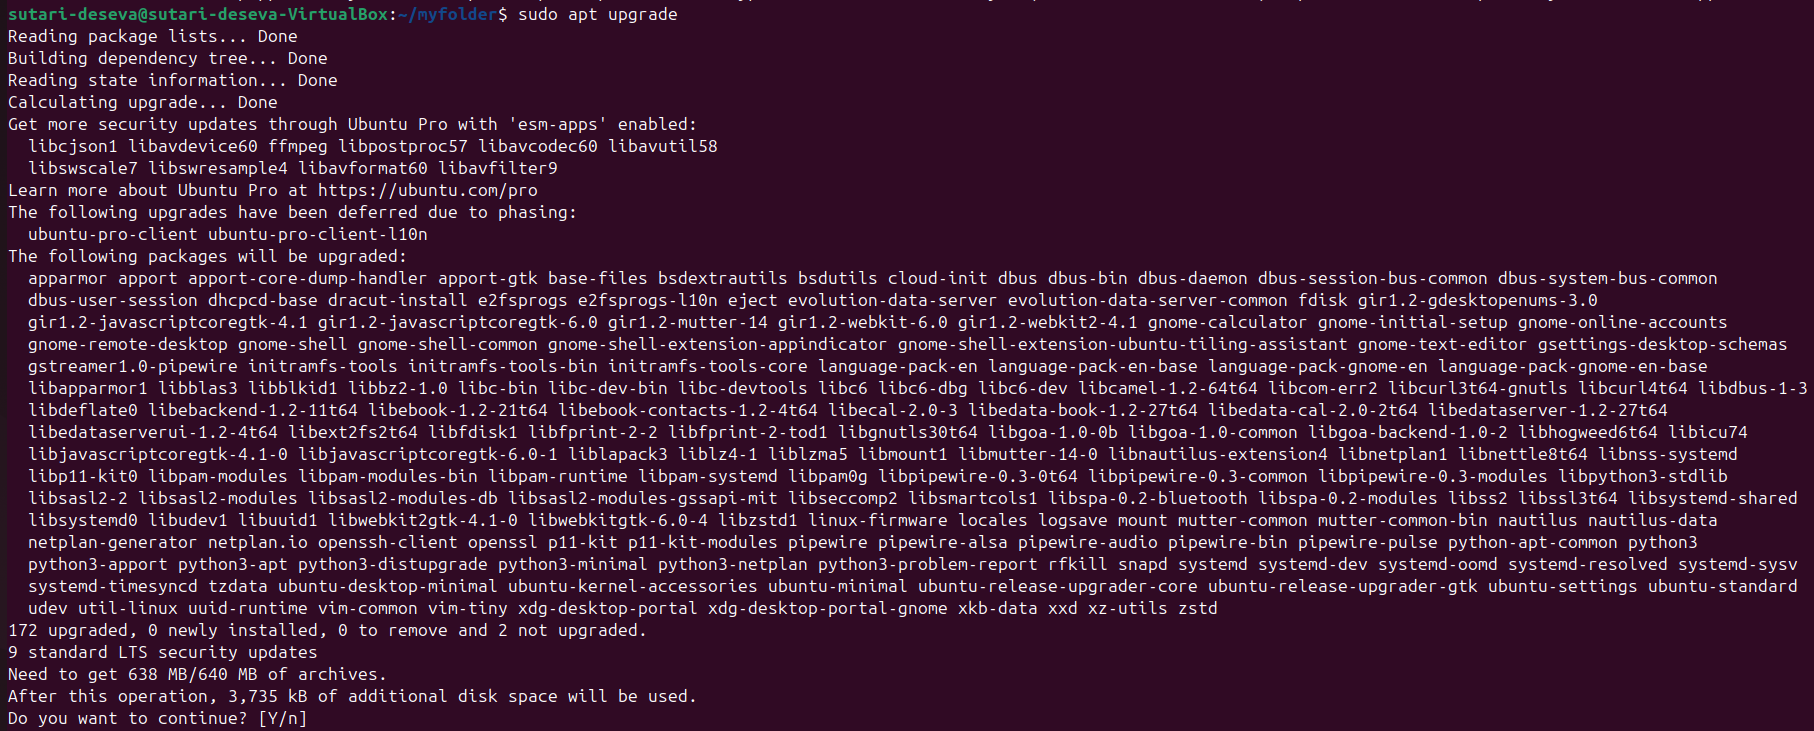 sutari-deseva@sutari-deseva-VirtualBox:~/myfolder$ sudo apt upgrade
Reading package lists... Done
Building dependency tree... Done
Reading state information... Done
Calculating upgrade... Done
Get more security updates through Ubuntu Pro with 'esm-apps' enabled:
  libcjson1 libavdevice60 ffmpeg libpostproc57 libavcodec60 libavutil58
  libswscale7 libswresample4 libavformat60 libavfilter9
Learn more about Ubuntu Pro at https://ubuntu.com/pro
The following upgrades have been deferred due to phasing:
  ubuntu-pro-client ubuntu-pro-client-l10n
The following packages will be upgraded:
  apparmor apport apport-core-dump-handler apport-gtk base-files bsdextrautils bsdutils cloud-init dbus dbus-bin dbus-daemon dbus-session-bus-common dbus-system-bus-common
  dbus-user-session dhcpcd-base dracut-install e2fsprogs e2fsprogs-l10n eject evolution-data-server evolution-data-server-common fdisk gir1.2-gdesktopenums-3.0
  gir1.2-javascriptcoregtk-4.1 gir1.2-javascriptcoregtk-6.0 gir1.2-mutter-14 gir1.2-webkit-6.0 gir1.2-webkit2-4.1 gnome-calculator gnome-initial-setup gnome-online-accounts
  gnome-remote-desktop gnome-shell gnome-shell-common gnome-shell-extension-appindicator gnome-shell-extension-ubuntu-tiling-assistant gnome-text-editor gsettings-desktop-schemas
  gstreamer1.0-pipewire initramfs-tools initramfs-tools-bin initramfs-tools-core language-pack-en language-pack-en-base language-pack-gnome-en language-pack-gnome-en-base
  libapparmor1 libblas3 libblkid1 libbz2-1.0 libc-bin libc-dev-bin libc-devtools libc6 libc6-dbg libc6-dev libcamel-1.2-64t64 libcom-err2 libcurl3t64-gnutls libcurl4t64 libdbus-1-3
  libdeflate0 libebackend-1.2-11t64 libebook-1.2-21t64 libebook-contacts-1.2-4t64 libecal-2.0-3 libedata-book-1.2-27t64 libedata-cal-2.0-2t64 libedataserver-1.2-27t64
  libedataserverui-1.2-4t64 libext2fs2t64 libfdisk1 libfprint-2-2 libfprint-2-tod1 libgnutls30t64 libgoa-1.0-0b libgoa-1.0-common libgoa-backend-1.0-2 libhogweed6t64 libicu74
  libjavascriptcoregtk-4.1-0 libjavascriptcoregtk-6.0-1 liblapack3 liblz4-1 liblzma5 libmount1 libmutter-14-0 libnautilus-extension4 libnetplan1 libnettle8t64 libnss-systemd
  libp11-kit0 libpam-modules libpam-modules-bin libpam-runtime libpam-systemd libpam0g libpipewire-0.3-0t64 libpipewire-0.3-common libpipewire-0.3-modules libpython3-stdlib
  libsasl2-2 libsasl2-modules libsasl2-modules-db libsasl2-modules-gssapi-mit libseccomp2 libsmartcols1 libspa-0.2-bluetooth libspa-0.2-modules libss2 libssl3t64 libsystemd-shared
  libsystemd0 libudev1 libuuid1 libwebkit2gtk-4.1-0 libwebkitgtk-6.0-4 libzstd1 linux-firmware locales logsave mount mutter-common mutter-common-bin nautilus nautilus-data
  netplan-generator netplan.io openssh-client openssl p11-kit p11-kit-modules pipewire pipewire-alsa pipewire-audio pipewire-bin pipewire-pulse python-apt-common python3
  python3-apport python3-apt python3-distupgrade python3-minimal python3-netplan python3-problem-report rfkill snapd systemd systemd-dev systemd-oomd systemd-resolved systemd-sysv
  systemd-timesyncd tzdata ubuntu-desktop-minimal ubuntu-kernel-accessories ubuntu-minimal ubuntu-release-upgrader-core ubuntu-release-upgrader-gtk ubuntu-settings ubuntu-standard
  udev util-linux uuid-runtime vim-common vim-tiny xdg-desktop-portal xdg-desktop-portal-gnome xkb-data xxd xz-utils zstd
172 upgraded, 0 newly installed, 0 to remove and 2 not upgraded.
9 standard LTS security updates
Need to get 638 MB/640 MB of archives.
After this operation, 3,735 kB of additional disk space will be used.
Do you want to continue? [Y/n]